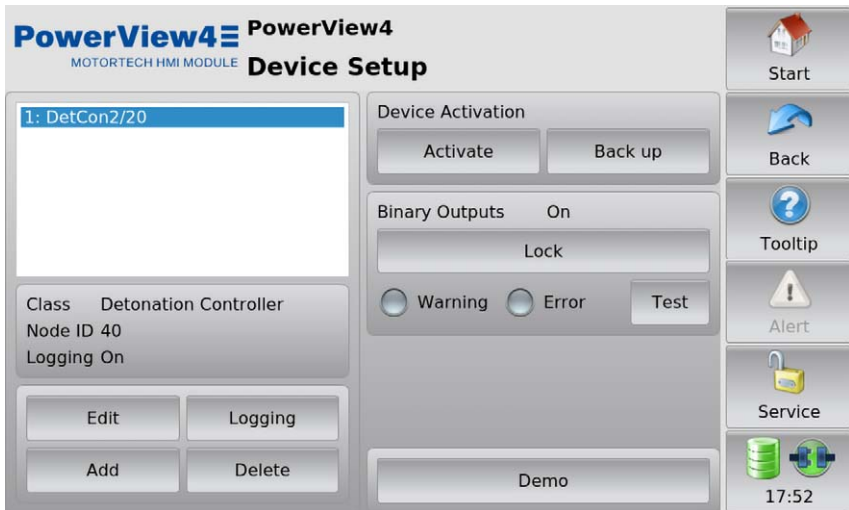 PowerView4
MOTORTECH HMI MODULE
PowerView4
Device Setup
1: DetCon2/20
Class Detonation Controller
Node ID 40
Logging On
Edit Logging
Add Delete
Device Activation
Activate Back up
Binary Outputs On
Lock
Warning Error Test
Demo
Start
Back
Tooltip
Alert
Service
17:52